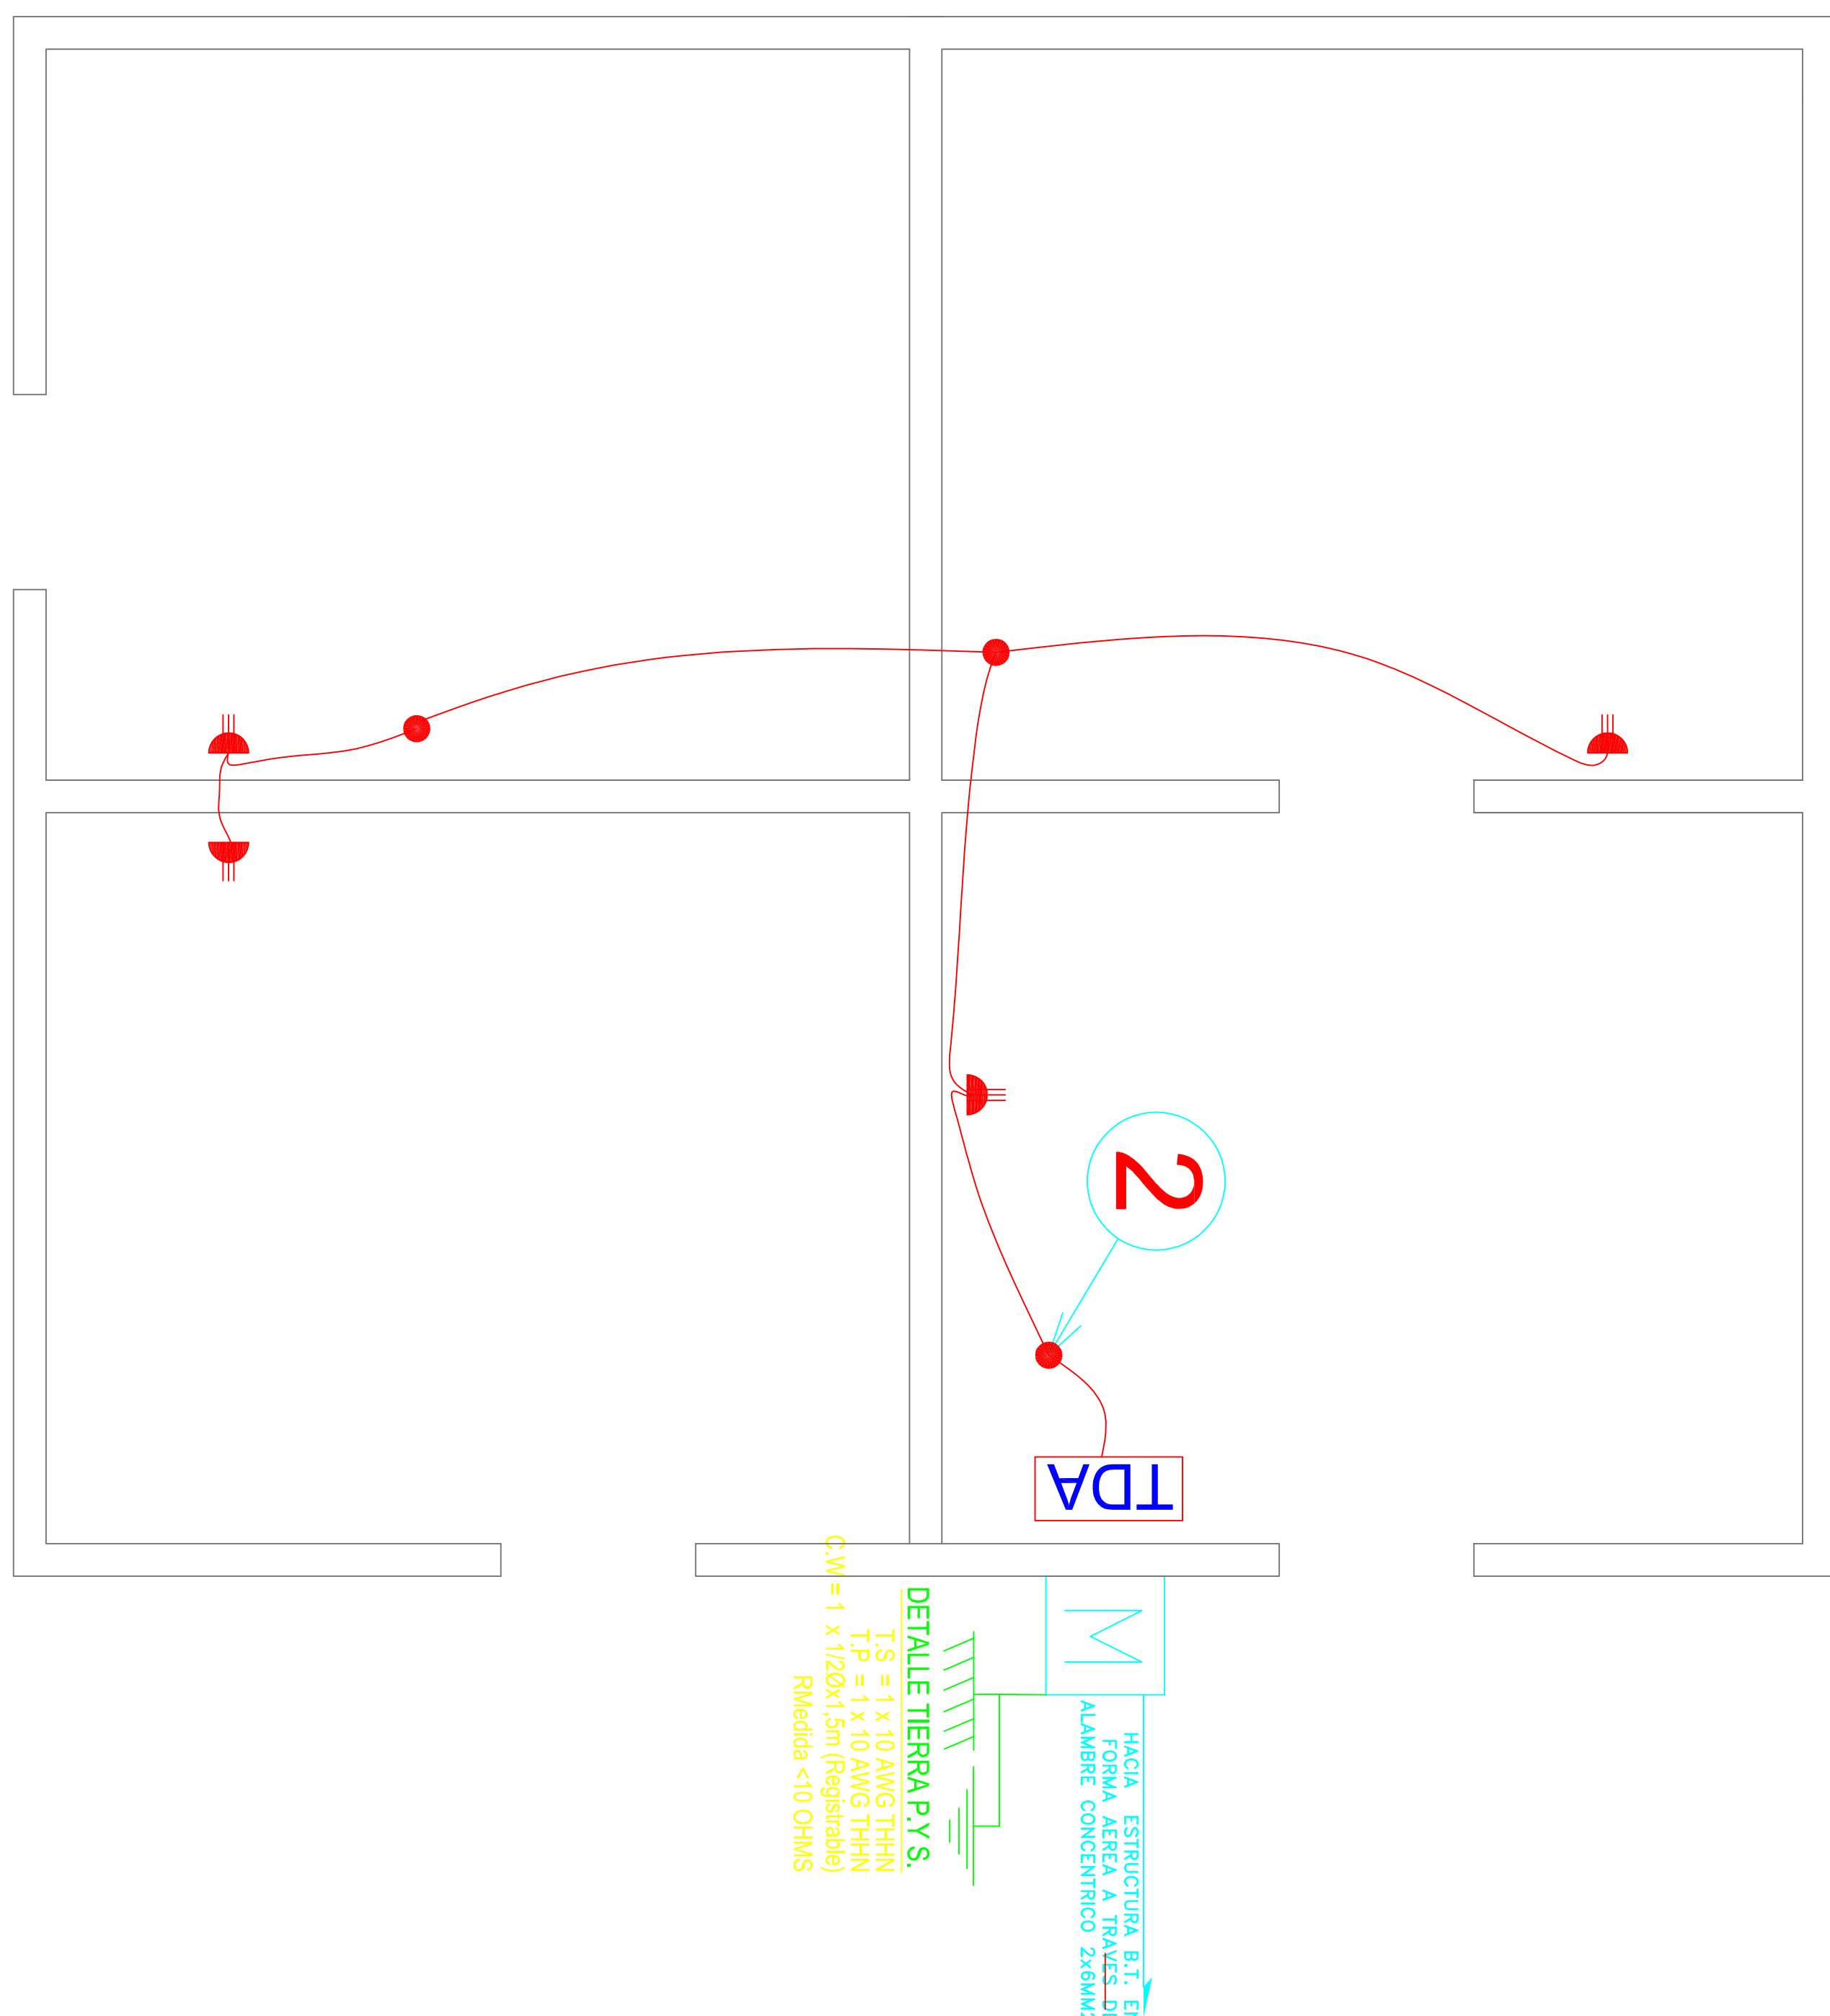 2
TDA
M
HACIA ESTRUCTURA B.T. EN
FORMA AEREA A TRAVES DE
ALAMBRE CONCENTRICO 2x6MM2
DETALLE TIERRA P.Y S.
T.S = 1 x 10 AWG THHN
T.P = 1 x 10 AWG THHN
C.W = 1 x 1/2Øx1,5m (Registrable)
RMedida <10 OHMS